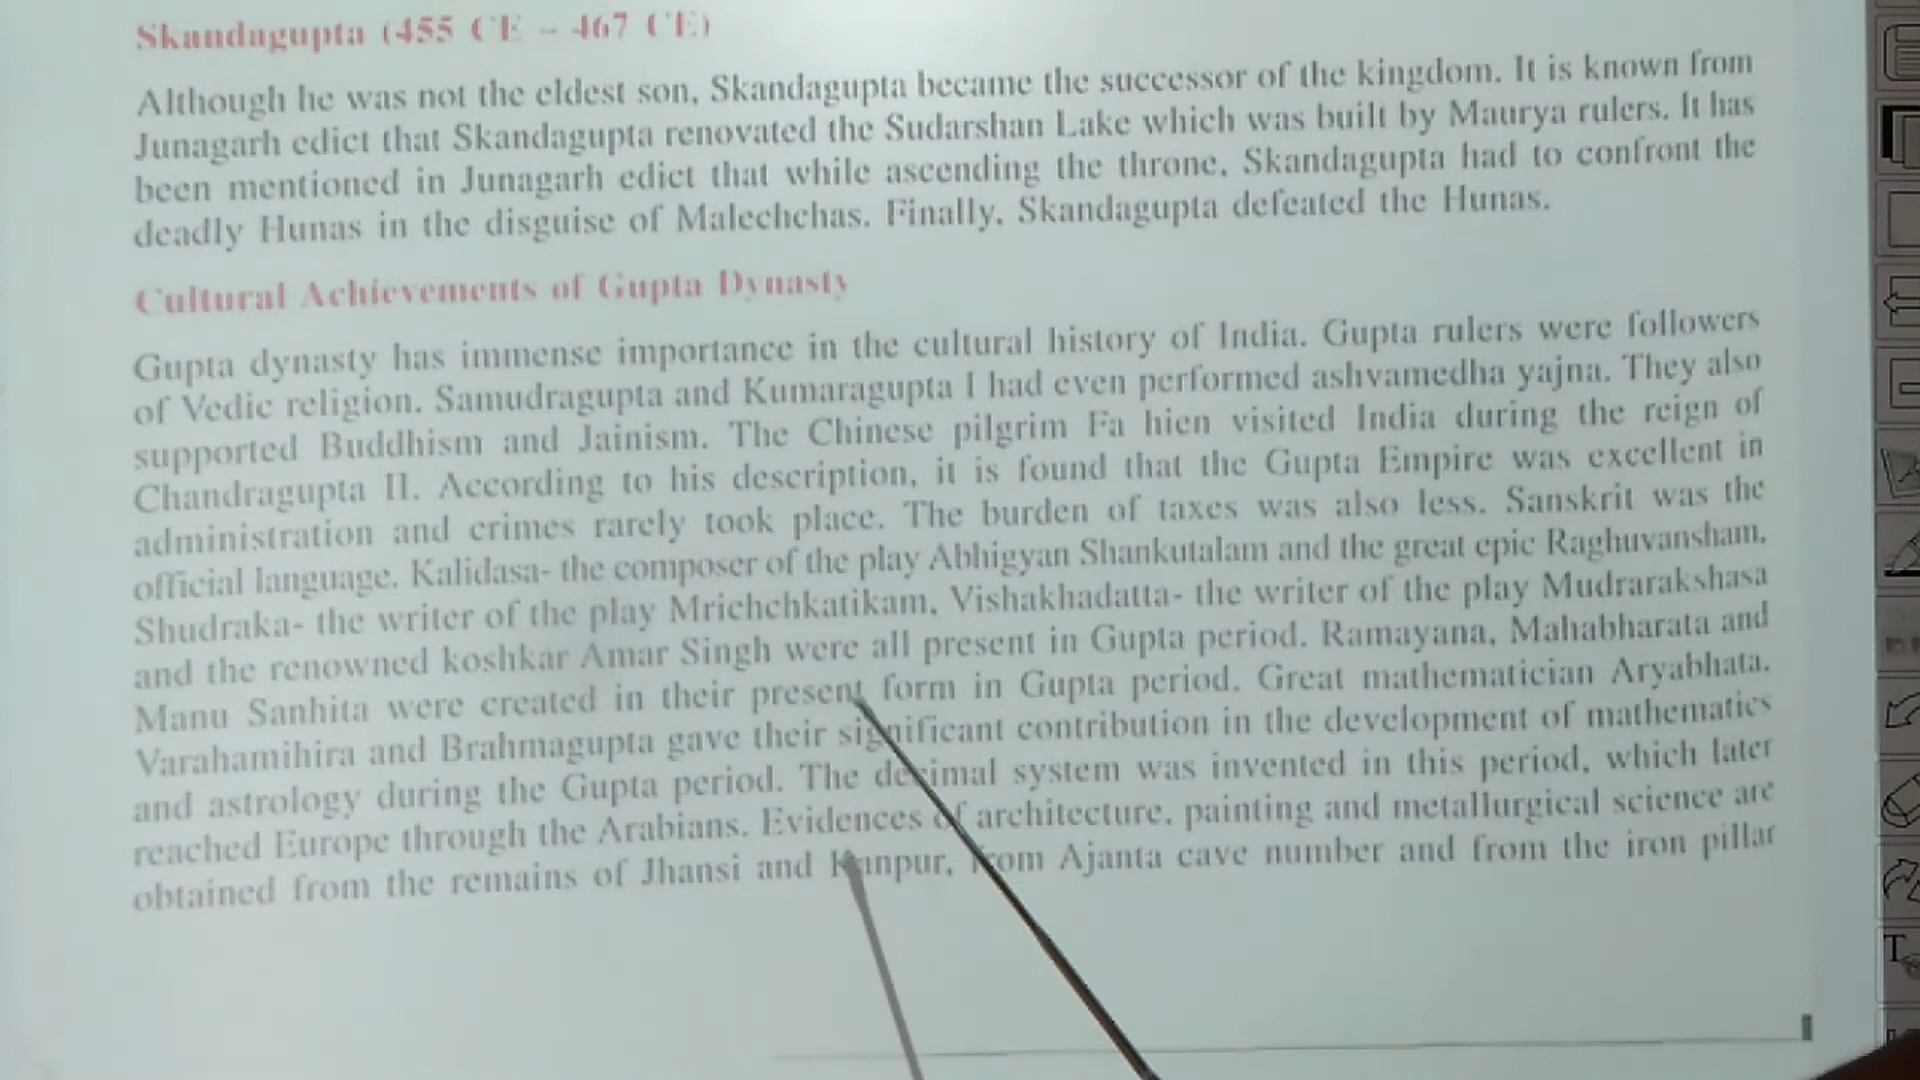 Skandagupta (455 CE – 467 CE)
Although he was not the eldest son, Skandagupta became the successor of the kingdom. It is known from
Junagarh edict that Skandagupta renovated the Sudarshan Lake which was built by Maurya rulers. It has
been mentioned in Junagarh edict that while ascending the throne, Skandagupta had to confront the
deadly Hunas in the disguise of Malechchas. Finally, Skandagupta defeated the Hunas.
Cultural Achievements of Gupta Dynasty
Gupta dynasty has immense importance in the cultural history of India. Gupta rulers were followers
of Vedic religion. Samudragupta and Kumaragupta I had even performed ashvamedha yajna. They also
supported Buddhism and Jainism. The Chinese pilgrim Fa hien visited India during the reign of
Chandragupta II. According to his description, it is found that the Gupta Empire was excellent in
administration and crimes rarely took place. The burden of taxes was also less. Sanskrit was the
official language. Kalidasa- the composer of the play Abhigyan Shankutalam and the great epic Raghuvansham,
Shudraka- the writer of the play Mrichchkatikam, Vishakhadatta- the writer of the play Mudrarakshasa
and the renowned koshkar Amar Singh were all present in Gupta period. Ramayana, Mahabharata and
Manu Sanhita were created in their present form in Gupta period. Great mathematician Aryabhata,
Varahamihira and Brahmagupta gave their significant contribution in the development of mathematics
and astrology during the Gupta period. The decimal system was invented in this period, which later
reached Europe through the Arabians. Evidences of architecture, painting and metallurgical science are
obtained from the remains of Jhansi and Kanpur, from Ajanta cave number and from the iron pillar
T